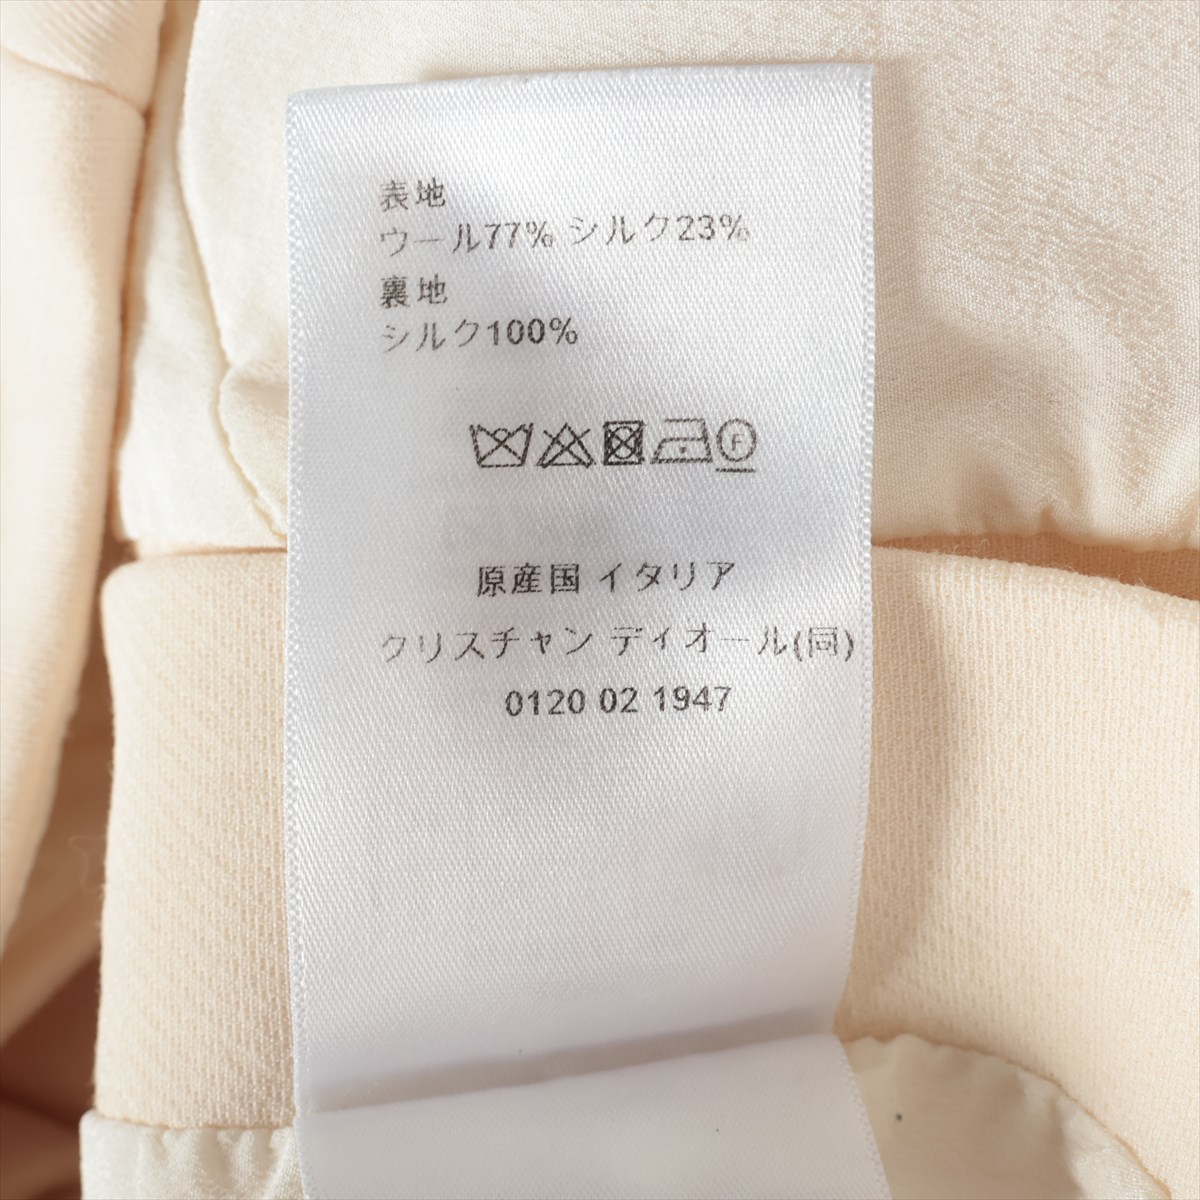 表地
ウール77% シルク23%
裏地
シルク100%
F
原産国 イタリア
クリスチャン ディオール(同)
0120 02 1947